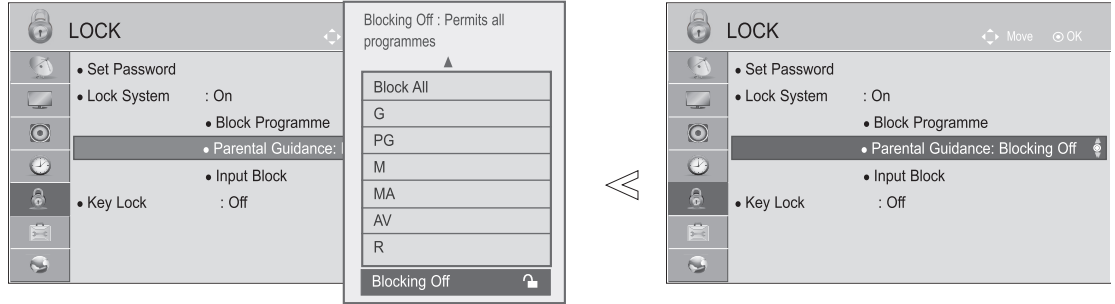 LOCK
• Set Password
• Lock System : On
• Block Programme
• Parental Guidance:
• Input Block
• Key Lock : Off
Blocking Off : Permits all
programmes
Block All
G
PG
M
MA
AV
R
Blocking Off
LOCK
Move OK
• Set Password
• Lock System : On
• Block Programme
• Parental Guidance: Blocking Off
• Input Block
• Key Lock : Off